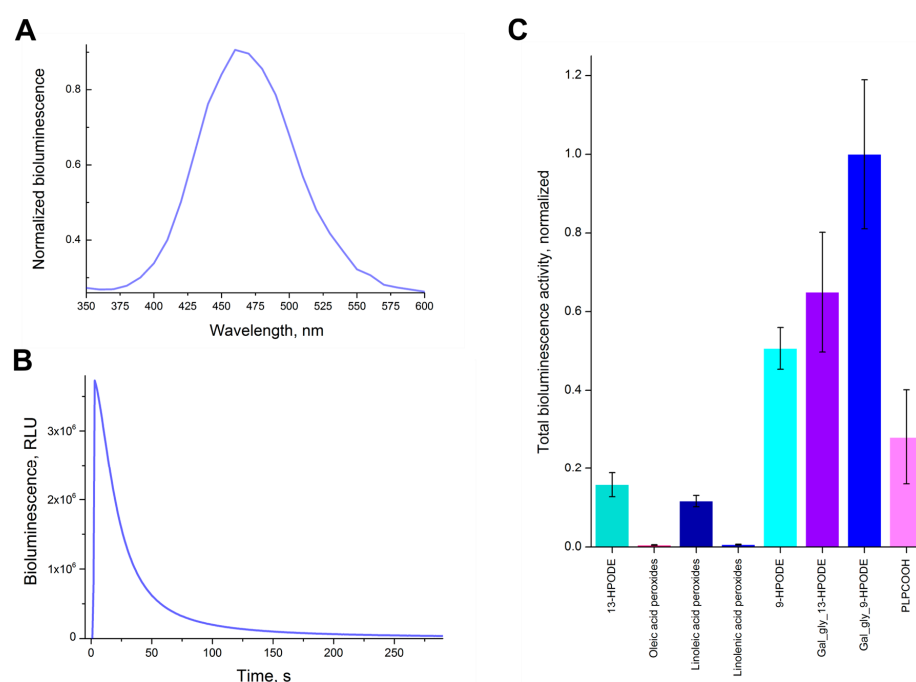 A
0.8
0.6
0.4
Normalized bioluminescence
350 375 400 425 450 475 500 525 550 575 600
Wavelength, nm
B
3x10⁶
2x10⁶
1x10⁶
0
Bioluminescence, RLU
0 50 100 150 200 250
Time, s
C
1.2
1.0
0.8
0.6
0.4
0.2
0.0
Total bioluminescence activity, normalized
13-HPODE
Oleic acid peroxides
Linoleic acid peroxides
Linolenic acid peroxides
9-HPODE
Gal_gly_13-HPODE
Gal_gly_9-HPODE
PLPCOOH